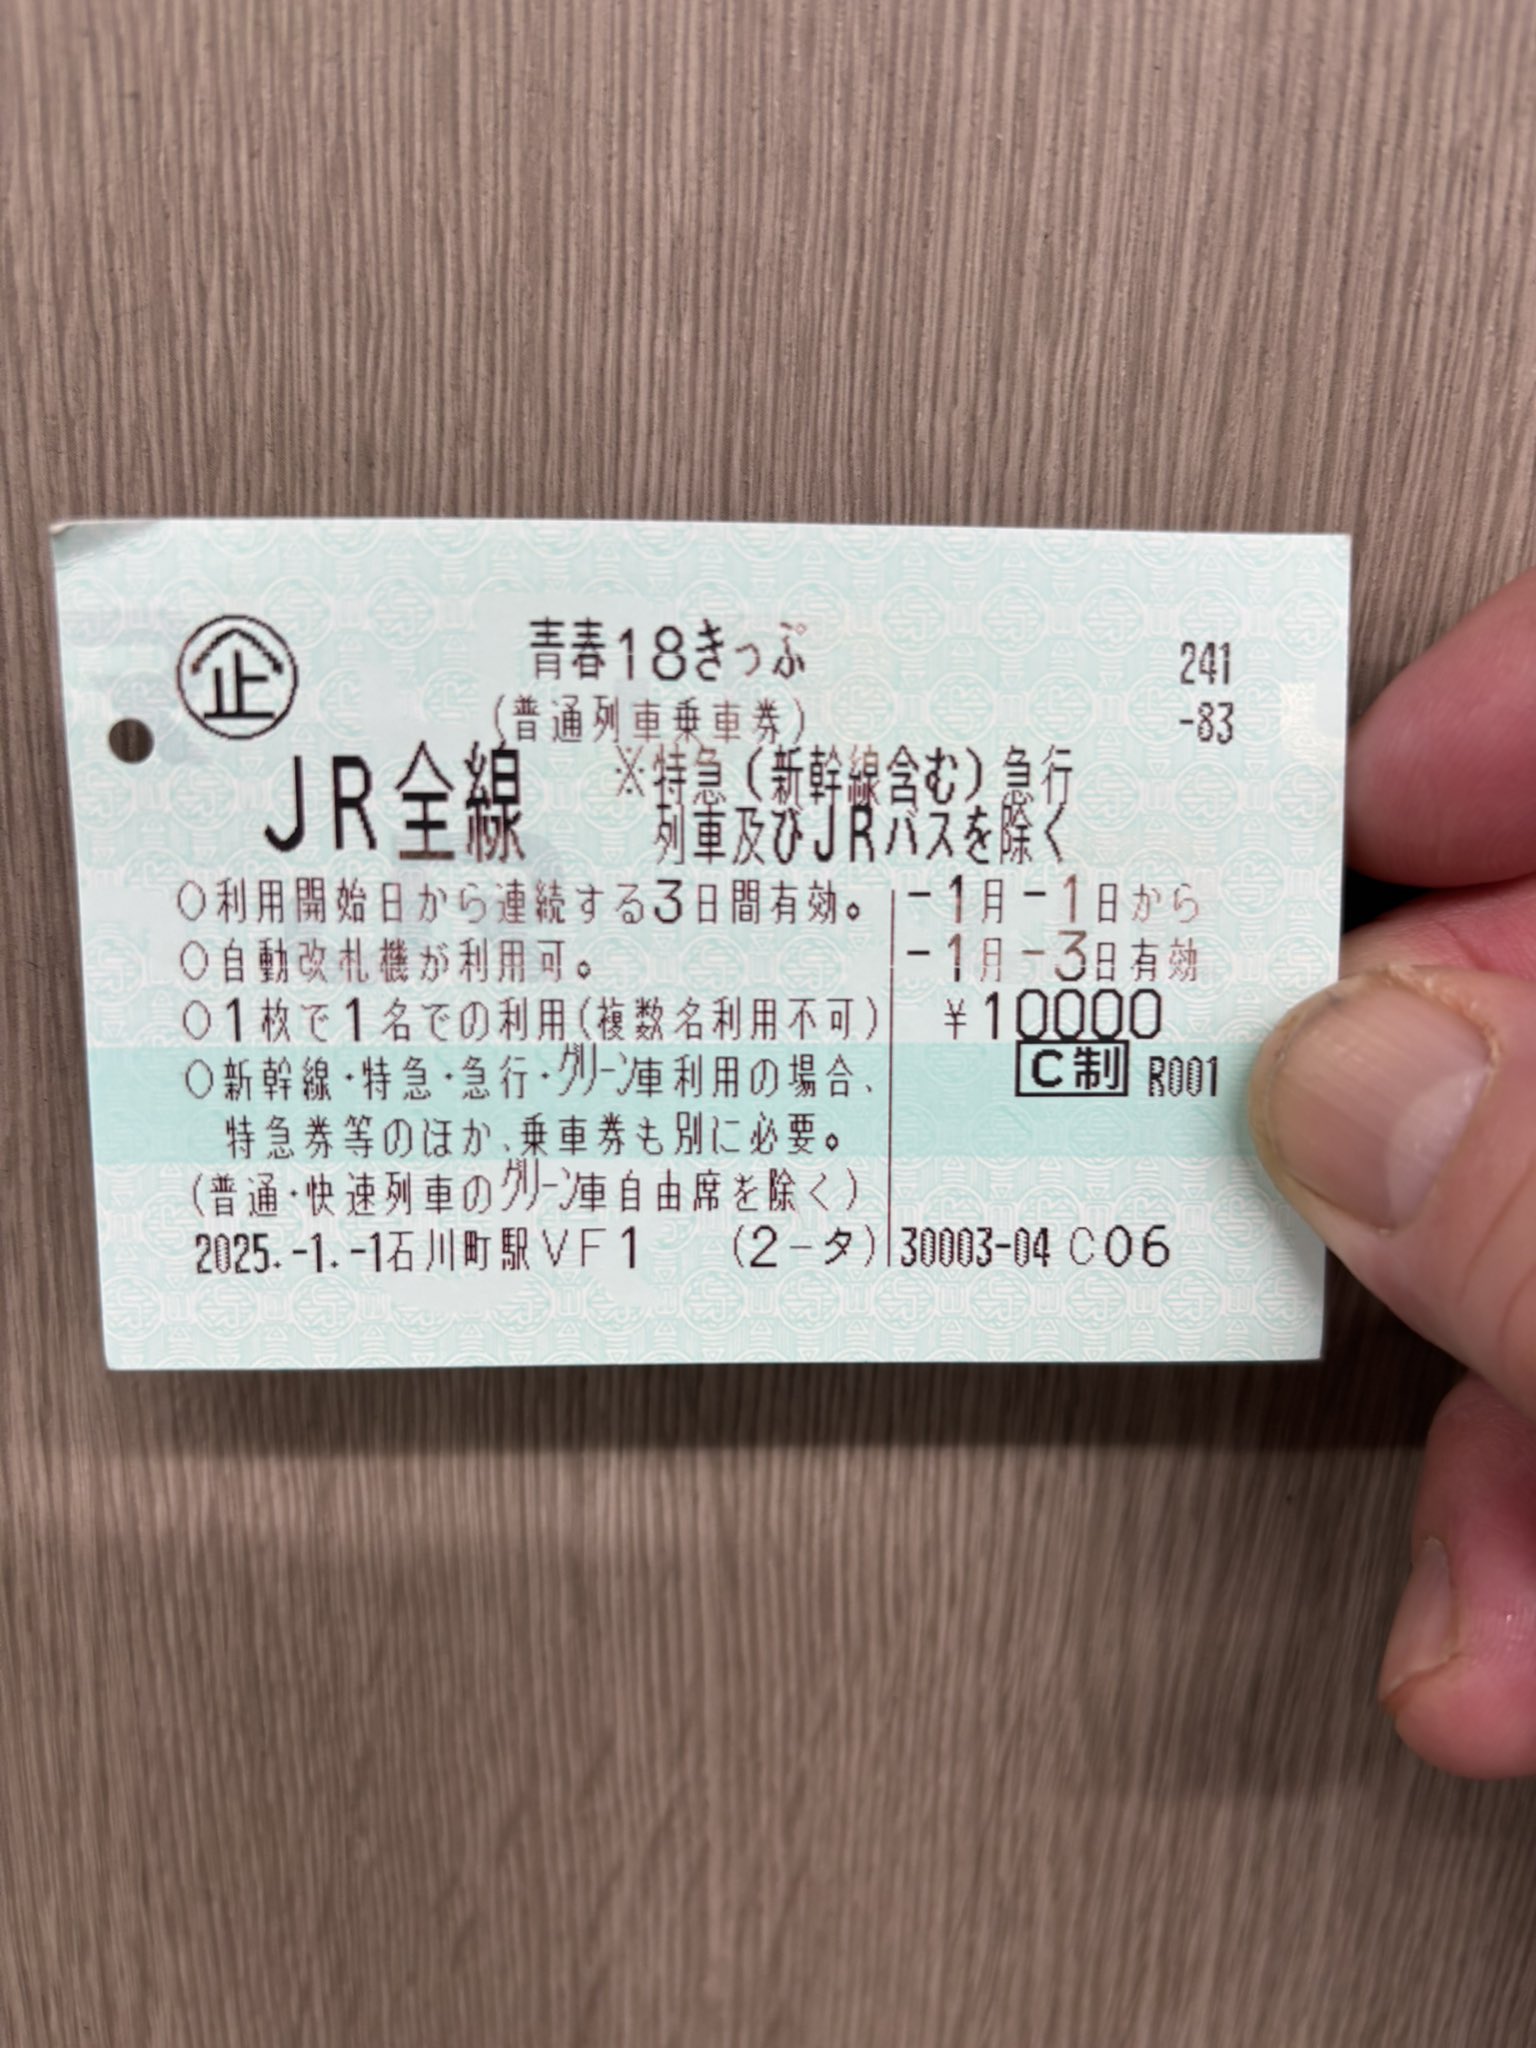 企 青春18きっぷ 241
(普通列車乗車券) -83
JR全線 ※特急(新幹線含む)急行
列車及びJRバスを除く
○利用開始日から連続する3日間有効。 -1月-1日から
○自動改札機が利用可。 -1月-3日有効
○1枚で1名での利用(複数名利用不可) ¥10000
○新幹線・特急・急行・グリーン車利用の場合、 C制 R001
特急券等のほか、乗車券も別に必要。
(普通・快速列車のグリーン車自由席を除く)
2025.-1.-1石川町駅VF1 (2-タ) 30003-04 C06